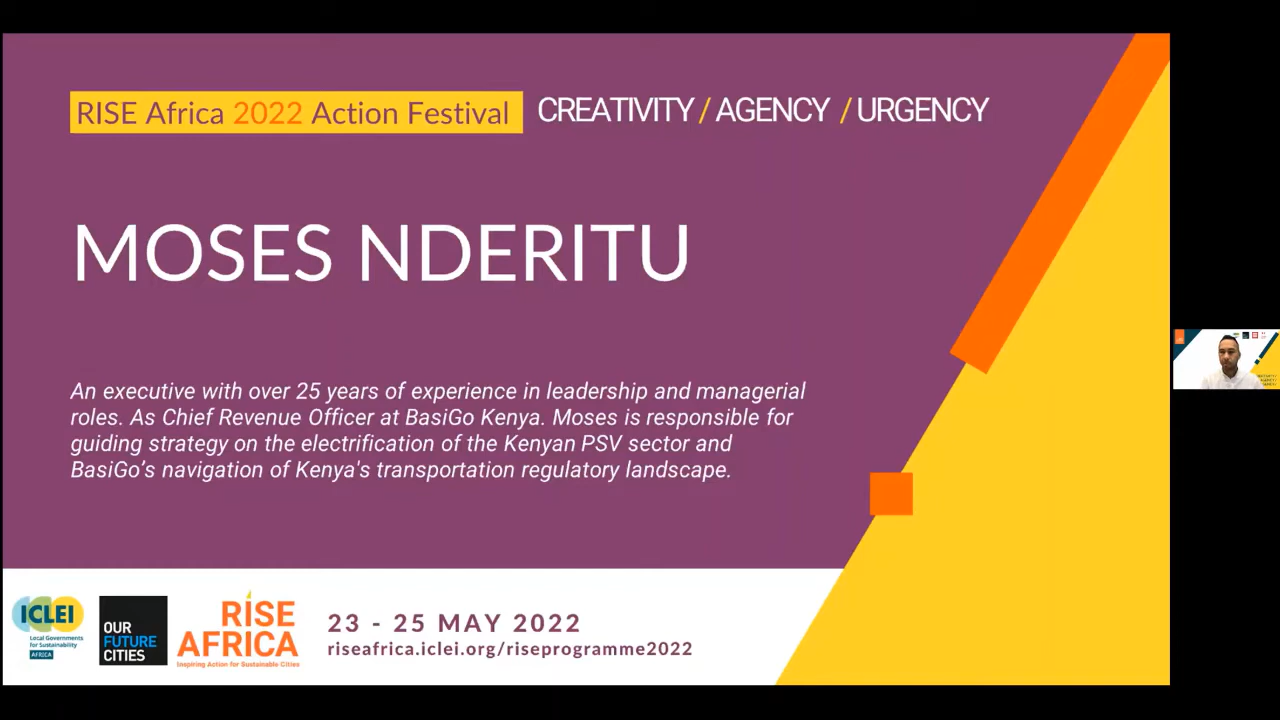 RISE Africa 2022 Action Festival CREATIVITY / AGENCY / URGENCY
MOSES NDERITU
An executive with over 25 years of experience in leadership and managerial
roles. As Chief Revenue Officer at BasiGo Kenya. Moses is responsible for
guiding strategy on the electrification of the Kenyan PSV sector and
BasiGo’s navigation of Kenya's transportation regulatory landscape.
ICLEI
Local Governments
for Sustainability
AFRICA
OUR
FUTURE
CITIES
RISE
AFRICA
Inspiring Action for Sustainable Cities
23 - 25 MAY 2022
riseafrica.iclei.org/riseprogramme2022